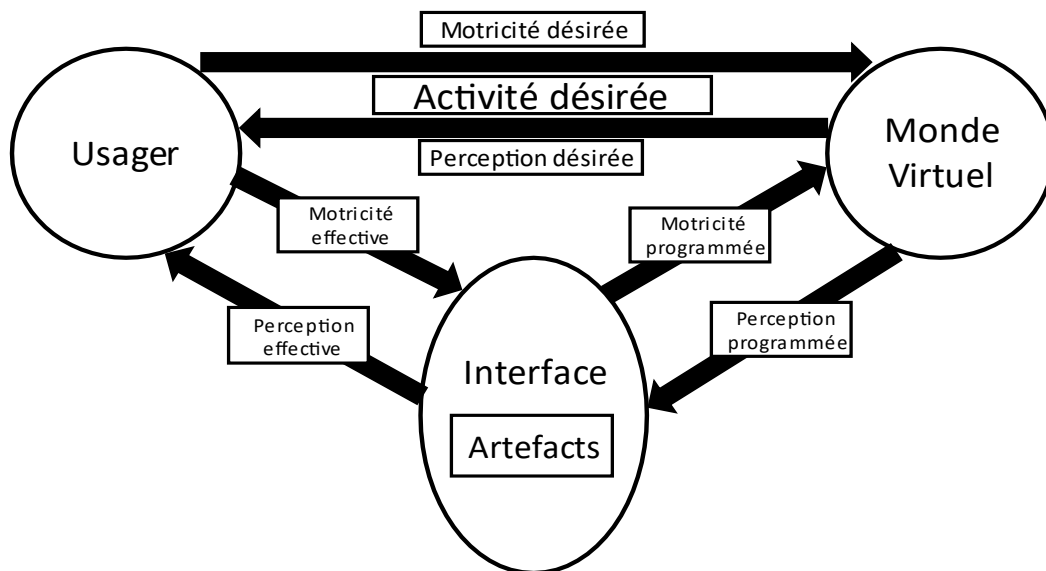 Motricité désirée
Activité désirée
Perception désirée
Usager
Monde
Virtuel
Motricité
effective
Motricité
programmée
Perception
effective
Perception
programmée
Interface
Artefacts